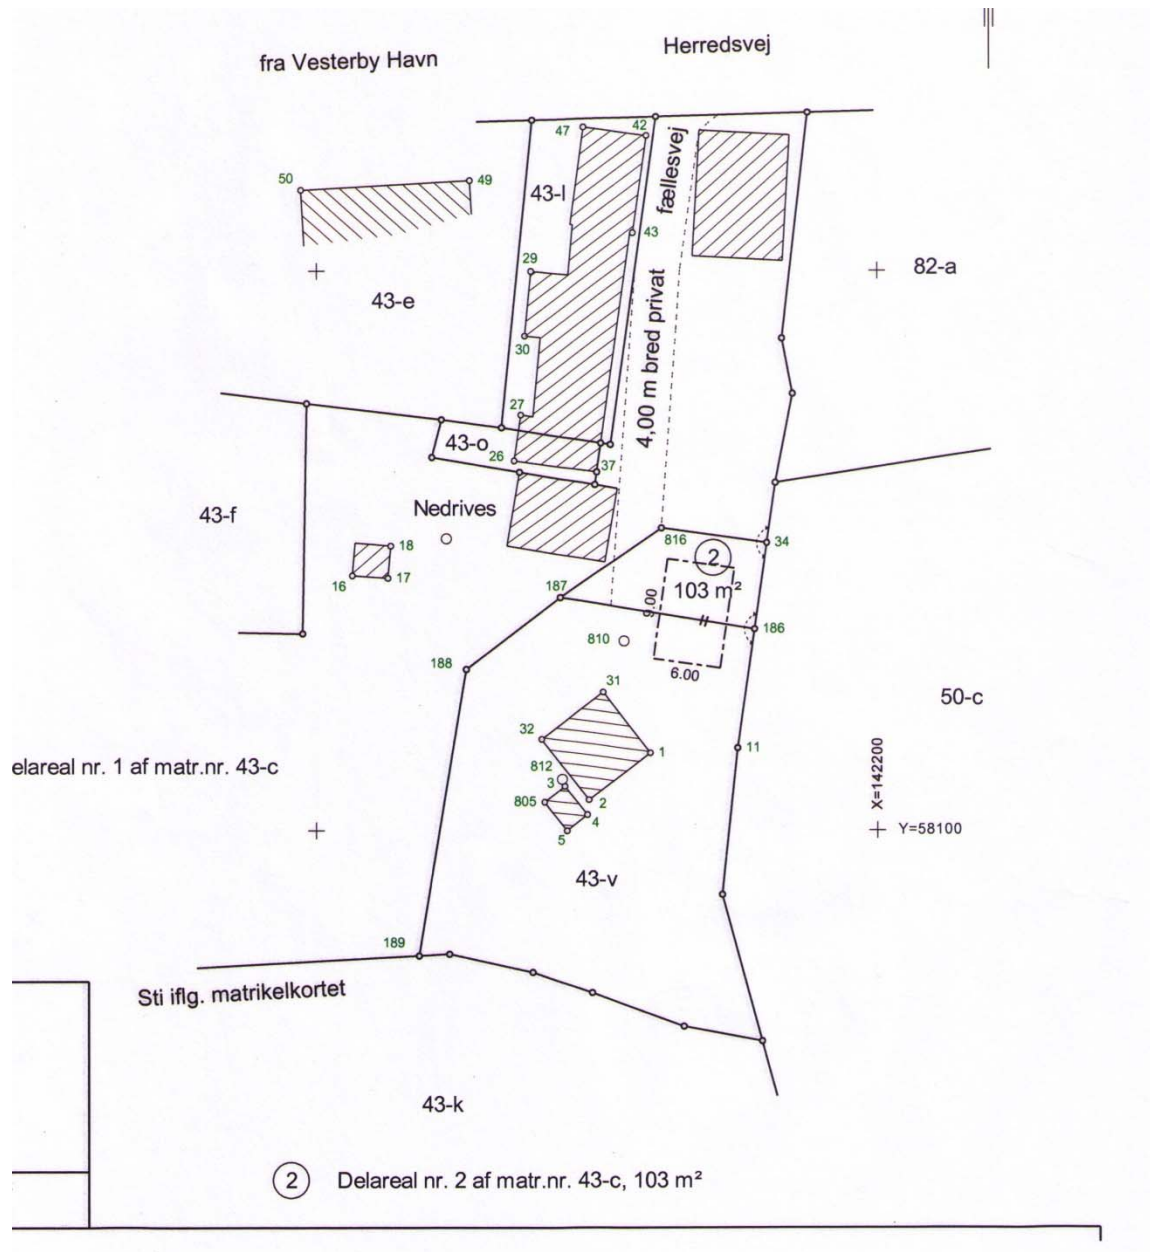 Herredsvej
fra Vesterby Havn
47
42
50
49
43-l
fællesvej
43
29
82-a
43-e
30
4,00 m bred privat
27
43-o
26
37
43-f
Nedrives
816
34
18
2
16
17
187
103 m²
9.00
810
186
188
6.00
31
50-c
32
1
11
elareal nr. 1 af matr.nr. 43-c
812
3
805
2
4
5
X=142200
Y=58100
43-v
189
Sti iflg. matrikelkortet
43-k
2 Delareal nr. 2 af matr.nr. 43-c, 103 m²